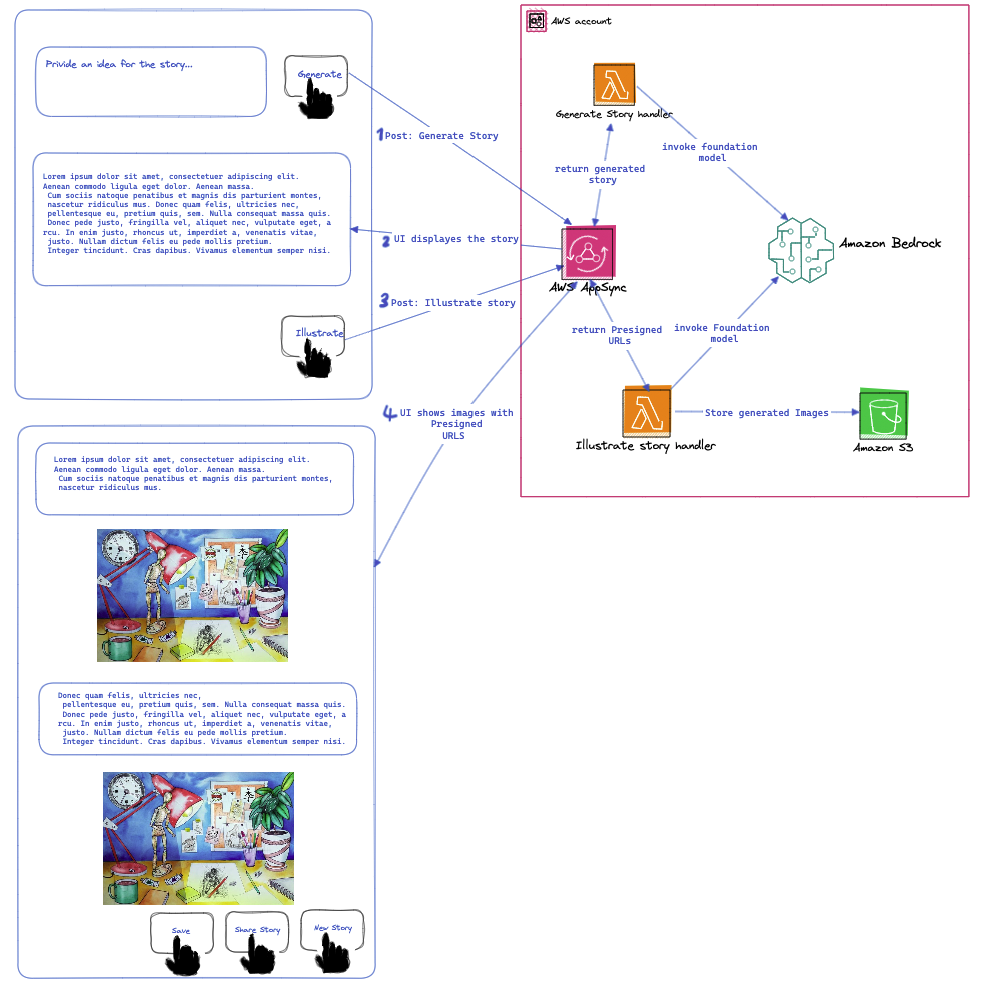 Privide an idea for the story...
Generate
Lorem ipsum dolor sit amet, consectetuer adipiscing elit.
Aenean commodo ligula eget dolor. Aenean massa.
Cum sociis natoque penatibus et magnis dis parturient montes,
nascetur ridiculus mus. Donec quam felis, ultricies nec,
pellentesque eu, pretium quis, sem. Nulla consequat massa quis.
Donec pede justo, fringilla vel, aliquet nec, vulputate eget, a
rcu. In enim justo, rhoncus ut, imperdiet a, venenatis vitae,
justo. Nullam dictum felis eu pede mollis pretium.
Integer tincidunt. Cras dapibus. Vivamus elementum semper nisi.
Illustrate
1 Post: Generate Story
2 UI displayes the story
3 Post: Illustrate story
4 UI shows images with
Presigned
URLS
AWS account
Generate Story handler
invoke foundation
model
return generated
story
Amazon Bedrock
AWS AppSync
return Presigned
URLs
invoke Foundation
model
Illustrate story handler
Store generated Images
Amazon S3
Lorem ipsum dolor sit amet, consectetuer adipiscing elit.
Aenean commodo ligula eget dolor. Aenean massa.
Cum sociis natoque penatibus et magnis dis parturient montes,
nascetur ridiculus mus.
Donec quam felis, ultricies nec,
pellentesque eu, pretium quis, sem. Nulla consequat massa quis.
Donec pede justo, fringilla vel, aliquet nec, vulputate eget, a
rcu. In enim justo, rhoncus ut, imperdiet a, venenatis vitae,
justo. Nullam dictum felis eu pede mollis pretium.
Integer tincidunt. Cras dapibus. Vivamus elementum semper nisi.
Save
Share Story
New Story